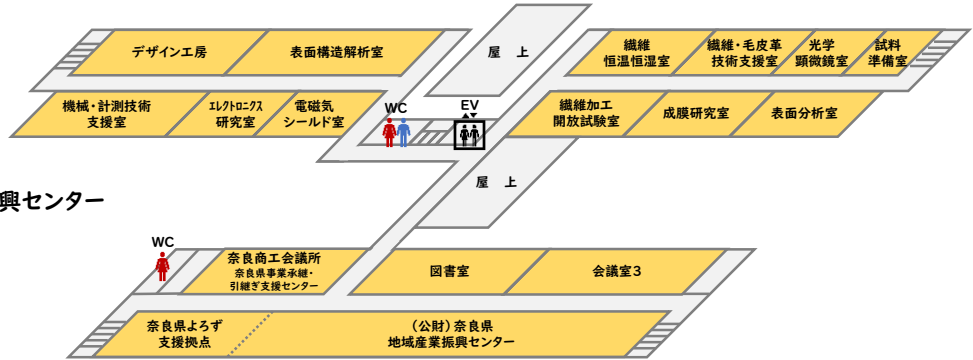 デザイン工房
表面構造解析室
屋 上
繊維
恒温恒湿室
繊維・毛皮革
技術支援室
光学
顕微鏡室
試料
準備室
機械・計測技術
支援室
エレクトロニクス
研究室
電磁気
シールド室
WC
EV
繊維加工
開放試験室
成膜研究室
表面分析室
屋 上
興センター
WC
奈良商工会議所
奈良県事業承継・
引継ぎ支援センター
図書室
会議室3
奈良県よろず
支援拠点
(公財)奈良県
地域産業振興センター